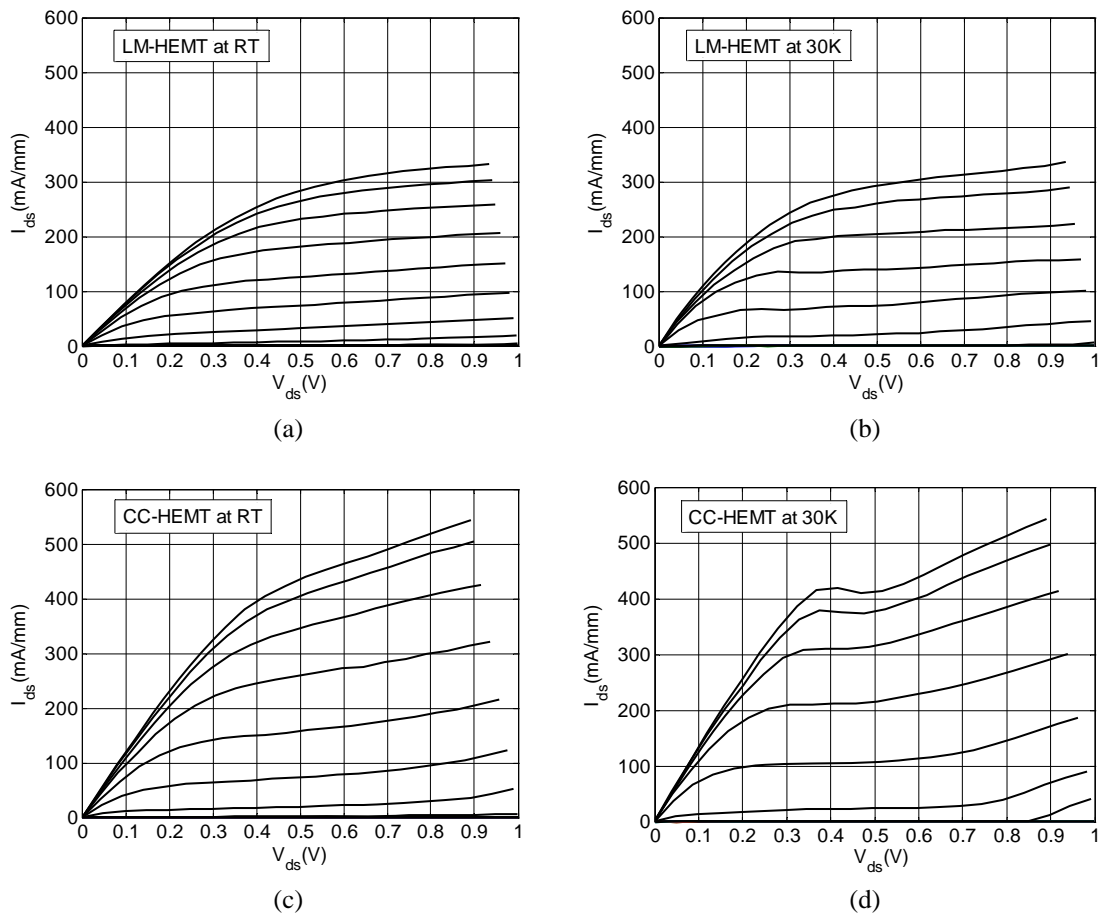 LM-HEMT at RT
600
500
400
300
200
100
0
I_ds (mA/mm)
0 0.1 0.2 0.3 0.4 0.5 0.6 0.7 0.8 0.9 1
V_ds (V)
(a)
LM-HEMT at 30K
600
500
400
300
200
100
0
I_ds (mA/mm)
0 0.1 0.2 0.3 0.4 0.5 0.6 0.7 0.8 0.9 1
V_ds (V)
(b)
CC-HEMT at RT
600
500
400
300
200
100
0
I_ds (mA/mm)
0 0.1 0.2 0.3 0.4 0.5 0.6 0.7 0.8 0.9 1
V_ds (V)
(c)
CC-HEMT at 30K
600
500
400
300
200
100
0
I_ds (mA/mm)
0 0.1 0.2 0.3 0.4 0.5 0.6 0.7 0.8 0.9 1
V_ds (V)
(d)